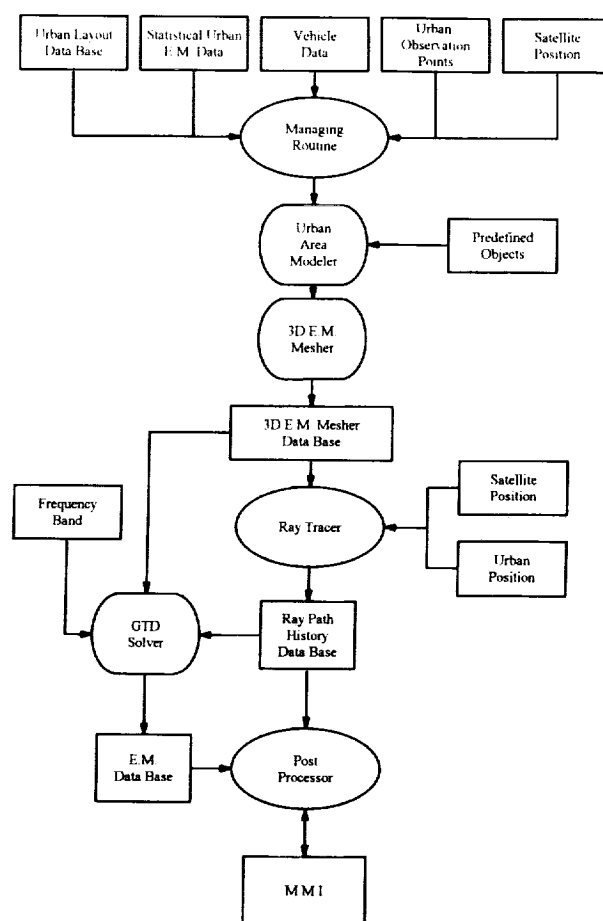 Urban Layout
Data Base
Statistical Urban
E.M. Data
Vehicle
Data
Urban
Observation
Points
Satellite
Position
Managing
Routine
Urban
Area
Modeler
Predefined
Objects
3D E.M.
Mesher
3D E.M. Mesher
Data Base
Frequency
Band
Satellite
Position
Ray Tracer
Urban
Position
GTD
Solver
Ray Path
History
Data Base
E.M.
Data Base
Post
Processor
M M I